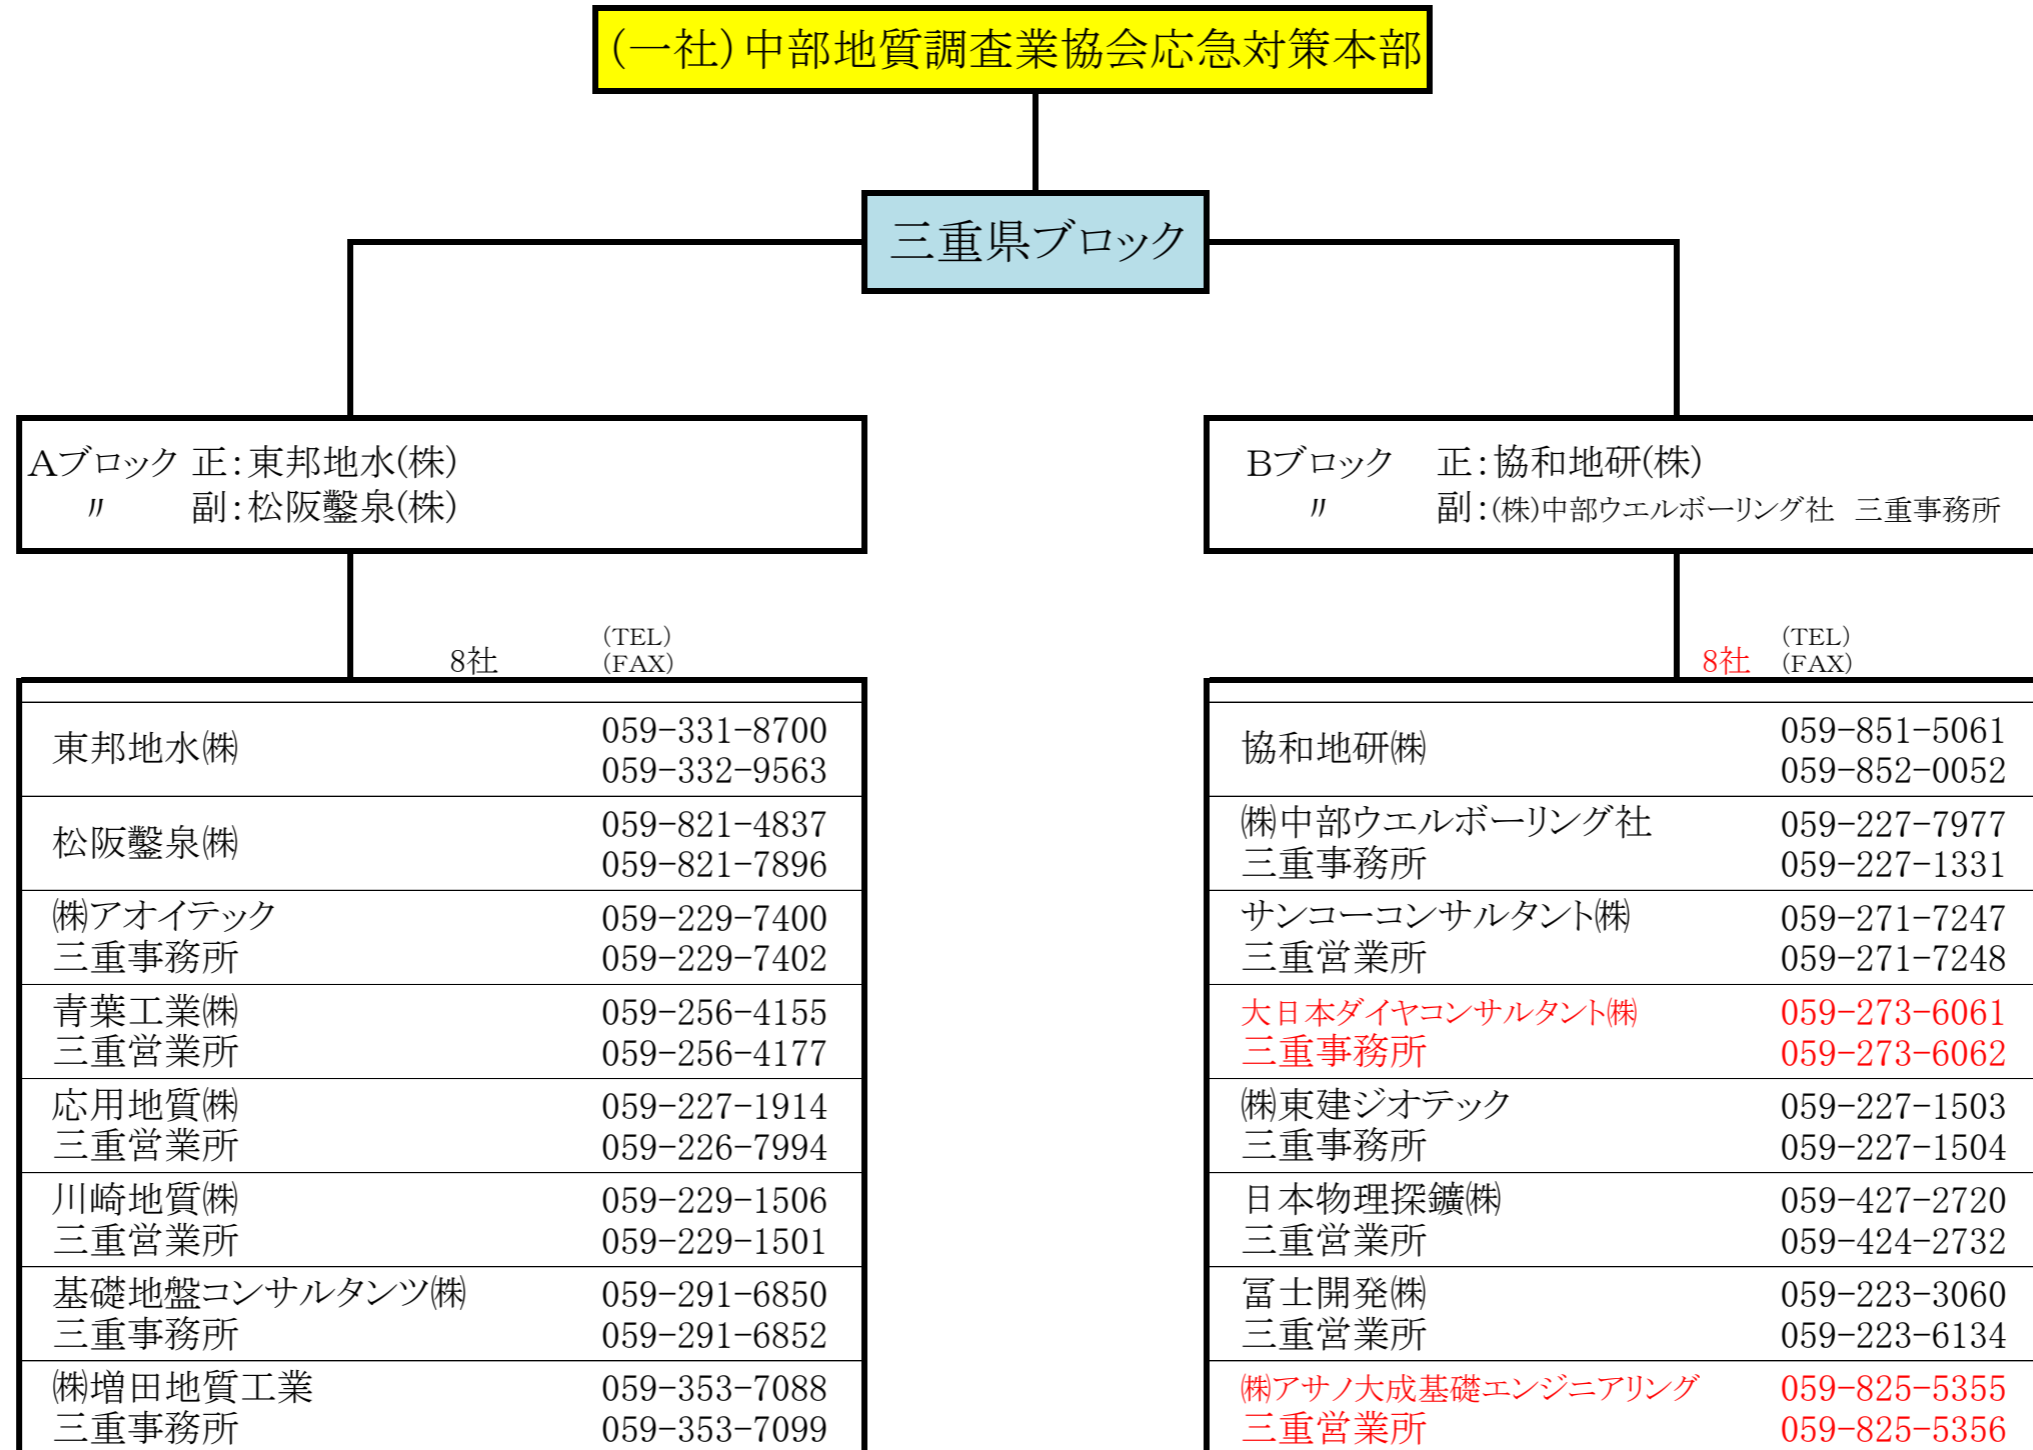 (一社)中部地質調査業協会応急対策本部
三重県ブロック
Aブロック 正:東邦地水(株)
〃 副:松阪鑿泉(株)
8社
(TEL)
(FAX)
東邦地水㈱
059-331-8700
059-332-9563
松阪鑿泉㈱
059-821-4837
059-821-7896
㈱アオイテック
三重事務所
059-229-7400
059-229-7402
青葉工業㈱
三重営業所
059-256-4155
059-256-4177
応用地質㈱
三重営業所
059-227-1914
059-226-7994
川崎地質㈱
三重営業所
059-229-1506
059-229-1501
基礎地盤コンサルタンツ㈱
三重事務所
059-291-6850
059-291-6852
㈱増田地質工業
三重事務所
059-353-7088
059-353-7099
Bブロック 正:協和地研(株)
〃 副:(株)中部ウエルボーリング社 三重事務所
8社
(TEL)
(FAX)
協和地研㈱
059-851-5061
059-852-0052
㈱中部ウエルボーリング社
三重事務所
059-227-7977
059-227-1331
サンコーコンサルタント㈱
三重営業所
059-271-7247
059-271-7248
大日本ダイヤコンサルタント㈱
三重事務所
059-273-6061
059-273-6062
㈱東建ジオテック
三重事務所
059-227-1503
059-227-1504
日本物理探鑛㈱
三重営業所
059-427-2720
059-424-2732
冨士開発㈱
三重営業所
059-223-3060
059-223-6134
㈱アサノ大成基礎エンジニアリング
三重営業所
059-825-5355
059-825-5356